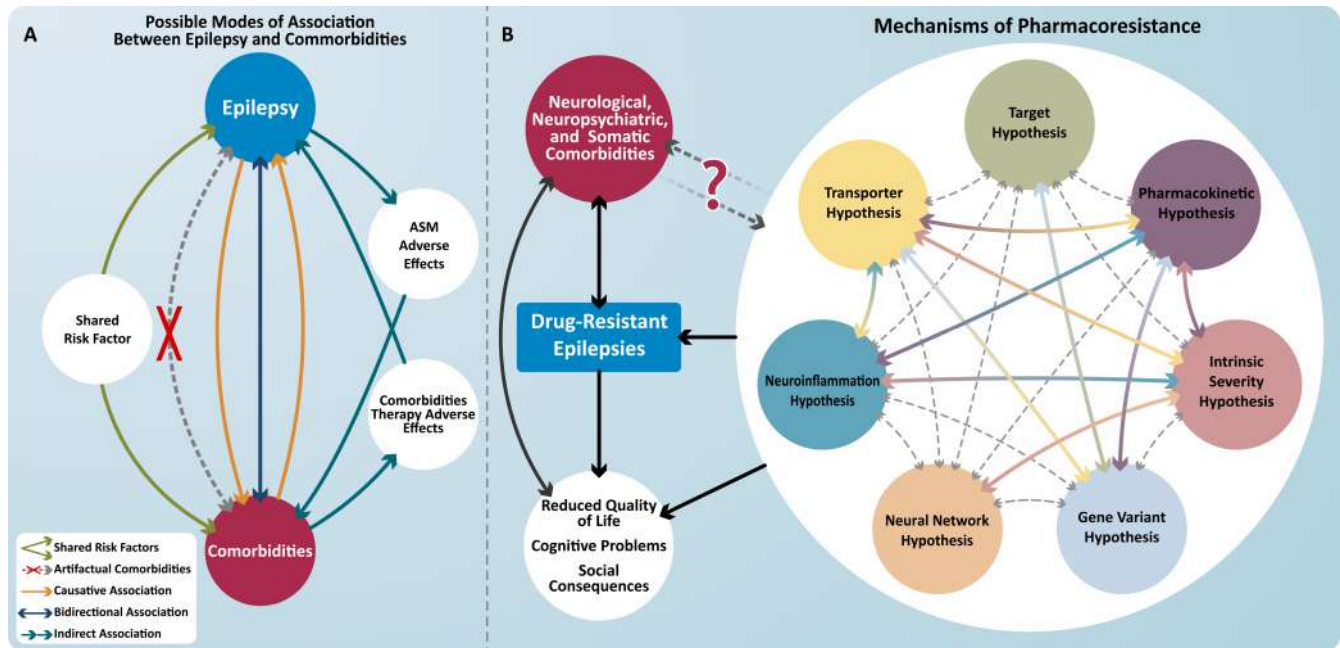 A
Possible Modes of Association
Between Epilepsy and Commorbidities
Epilepsy
Shared
Risk Factor
X
ASM
Adverse
Effects
Comorbidities
Therapy Adverse
Effects
Comorbidities
Shared Risk Factors
Artifactual Comorbidities
Causative Association
Bidirectional Association
Indirect Association
B
Mechanisms of Pharmacoresistance
Neurological,
Neuropsychiatric,
and Somatic
Comorbidities
?
Drug-Resistant
Epilepsies
Reduced Quality
of Life
Cognitive Problems
Social
Consequences
Target
Hypothesis
Transporter
Hypothesis
Pharmacokinetic
Hypothesis
Neuroinflammation
Hypothesis
Intrinsic
Severity
Hypothesis
Neural Network
Hypothesis
Gene Variant
Hypothesis